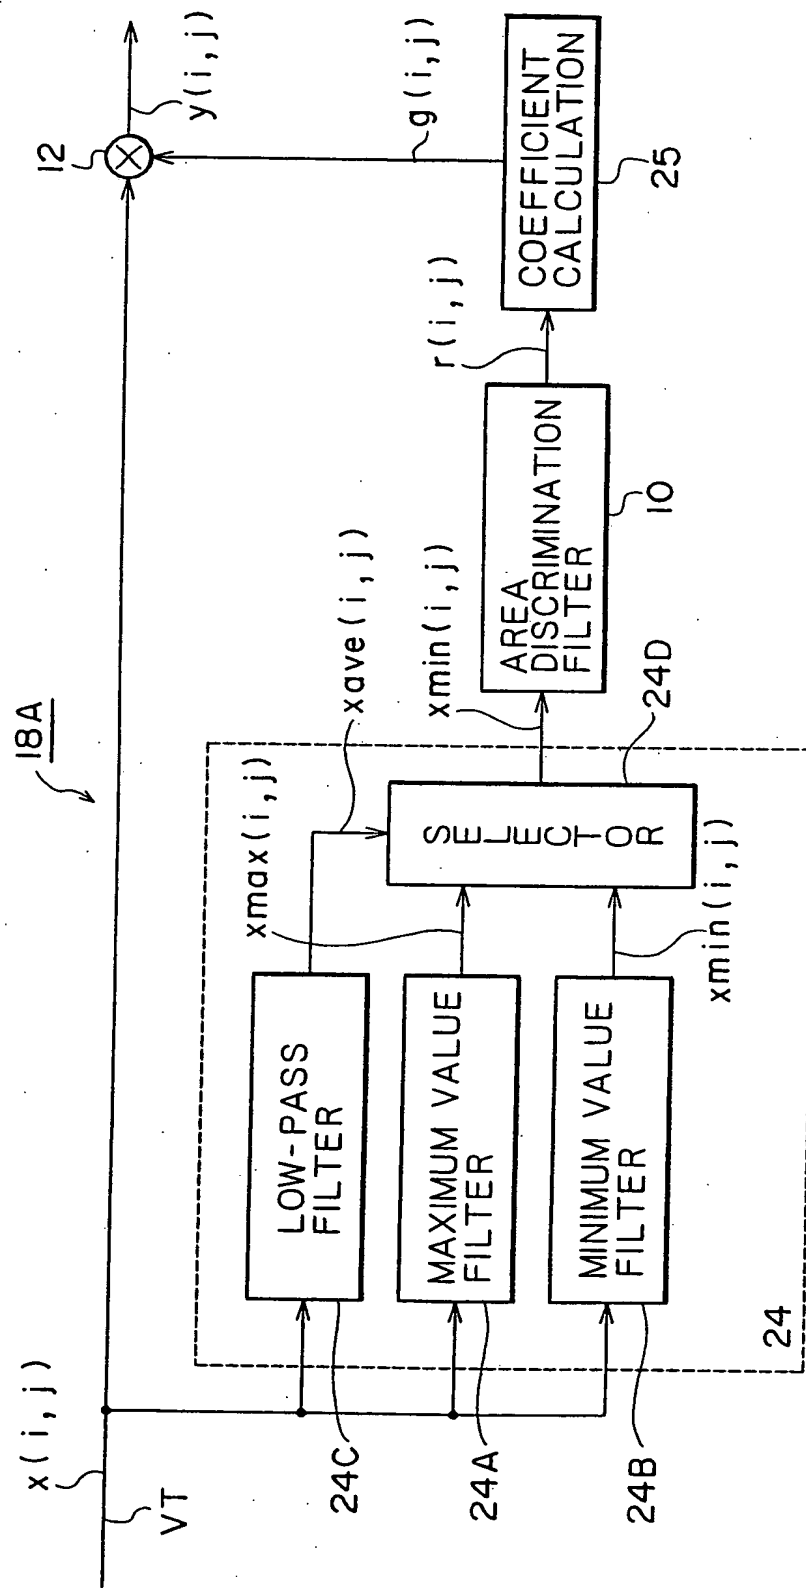 18A
x(i,j)
VT
12
y(i,j)
g(i,j)
LOW-PASS
FILTER
24C
xave(i,j)
xmax(i,j)
MAXIMUM VALUE
FILTER
24A
SELECTOR
24D
xmin(i,j)
AREA
DISCRIMINATION
FILTER
10
r(i,j)
COEFFICIENT
CALCULATION
25
MINIMUM VALUE
FILTER
24B
xmin(i,j)
24